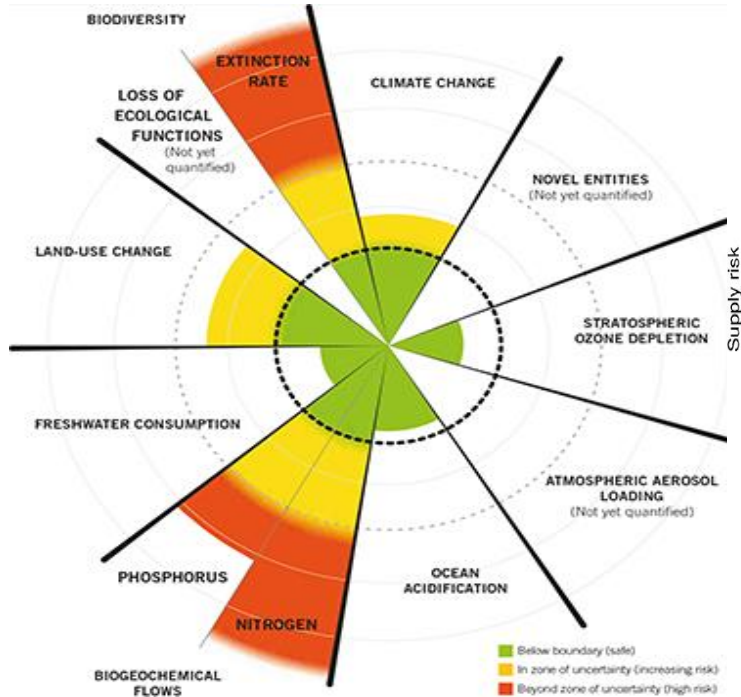 BIODIVERSITY
EXTINCTION
RATE
CLIMATE CHANGE
LOSS OF
ECOLOGICAL
FUNCTIONS
(Not yet
quantified)
NOVEL ENTITIES
(Not yet quantified)
LAND-USE CHANGE
Supply risk
STRATOSPHERIC
OZONE DEPLETION
FRESHWATER CONSUMPTION
ATMOSPHERIC AEROSOL
LOADING
(Not yet quantified)
PHOSPHORUS
OCEAN
ACIDIFICATION
NITROGEN
BIOGEOCHEMICAL
FLOWS
Below boundary (safe)
In zone of uncertainty (increasing risk)
Beyond zone of uncertainty (high risk)